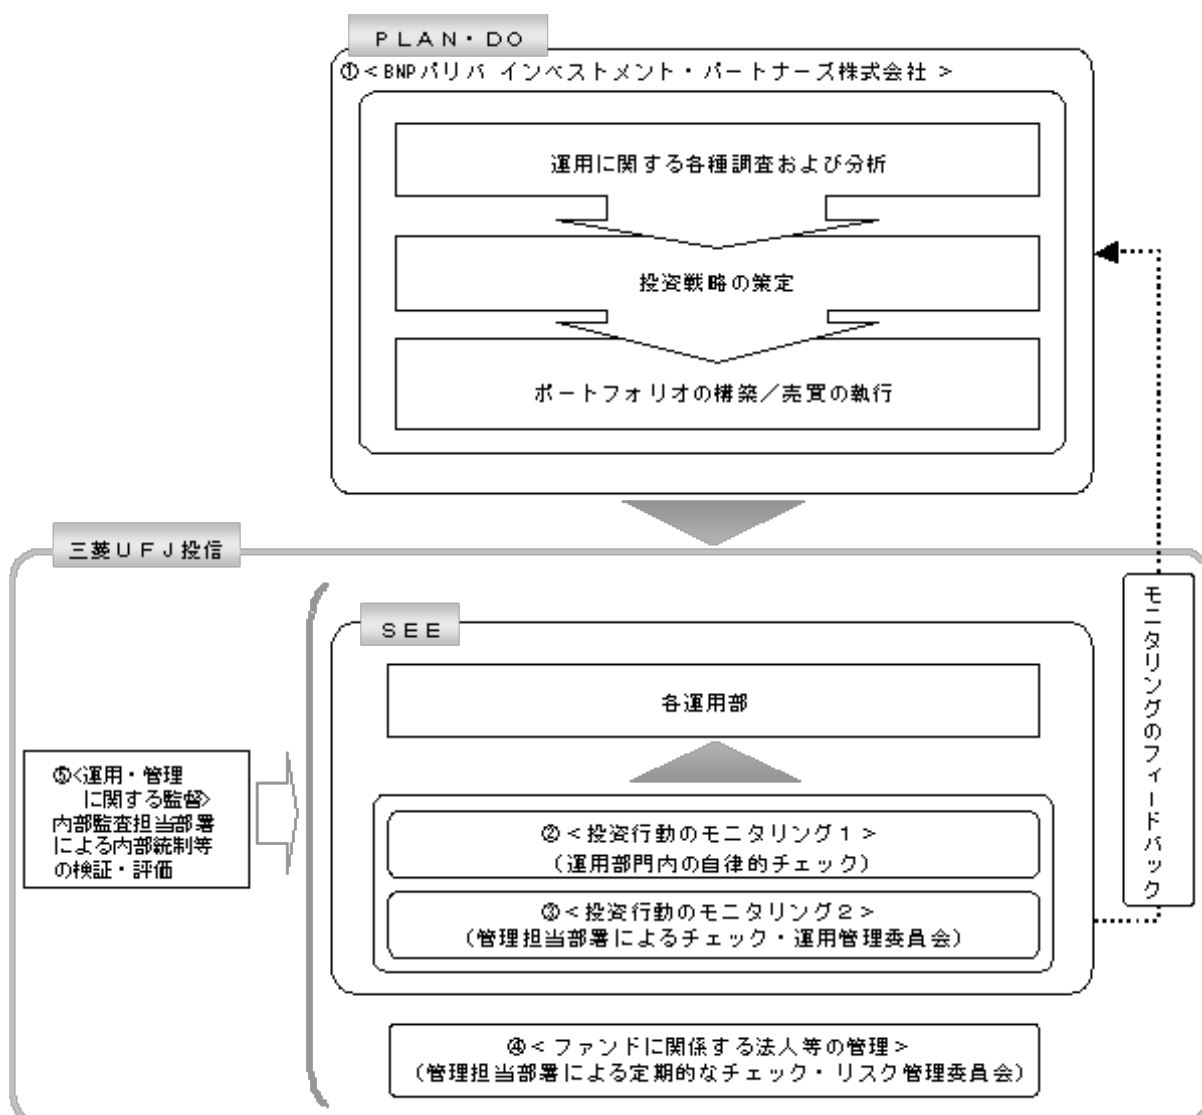 PLAN・DO
①<BNPパリバ インベストメント・パートナーズ株式会社>
運用に関する各種調査および分析
投資戦略の策定
ポートフォリオの構築/売買の執行
三菱UFJ投信
SEE
各運用部
⑤<運用・管理
に関する監督>
内部監査担当部署
による内部統制等
の検証・評価
②<投資行動のモニタリング1>
(運用部門内の自律的チェック)
③<投資行動のモニタリング2>
(管理担当部署によるチェック・運用管理委員会)
④<ファンドに関係する法人等の管理>
(管理担当部署による定期的なチェック・リスク管理委員会)
モニタリングのフィードバック